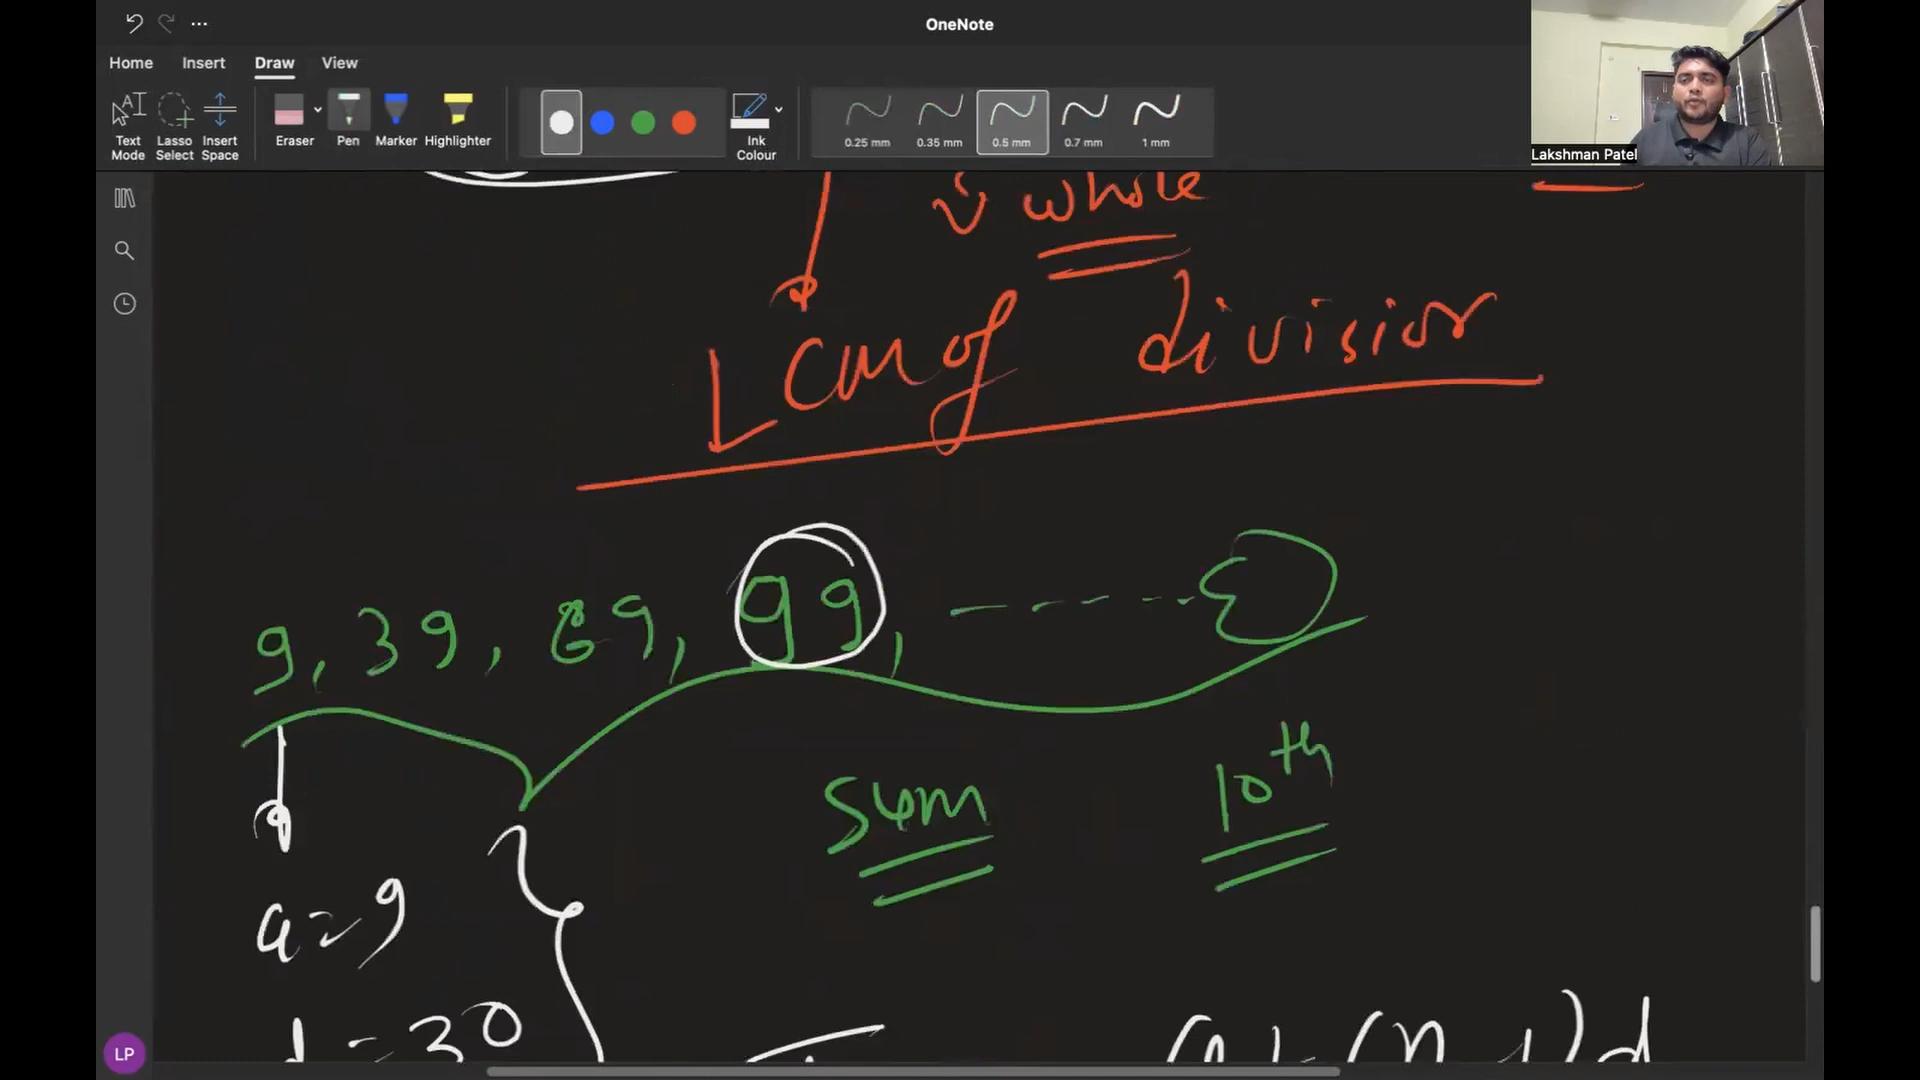 OneNote
Home Insert Draw View
Text Mode
Lasso Select
Insert Space
Eraser
Pen
Marker
Highlighter
Ink Colour
0.25 mm
0.35 mm
0.5 mm
0.7 mm
1 mm
Lakshman Patel
whole
LCM of division
9, 39, 69, 99, ------
sum 10th
a = 9
d = 30
a + (n - 1) d
LP